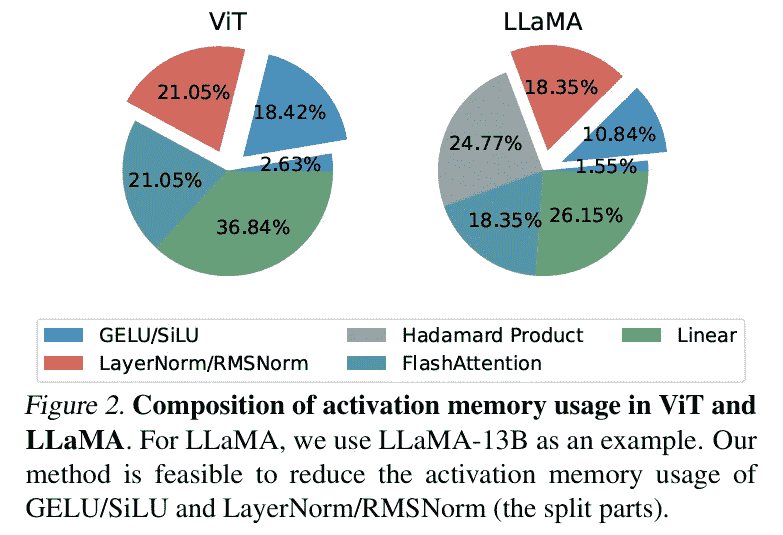 ViT
LLaMA
21.05%
18.42%
2.63%
21.05%
36.84%
18.35%
10.84%
1.55%
24.77%
18.35%
26.15%
GELU/SiLU
Hadamard Product
Linear
LayerNorm/RMSNorm
FlashAttention
Figure 2. Composition of activation memory usage in ViT and
LLaMA. For LLaMA, we use LLaMA-13B as an example. Our
method is feasible to reduce the activation memory usage of
GELU/SiLU and LayerNorm/RMSNorm (the split parts).